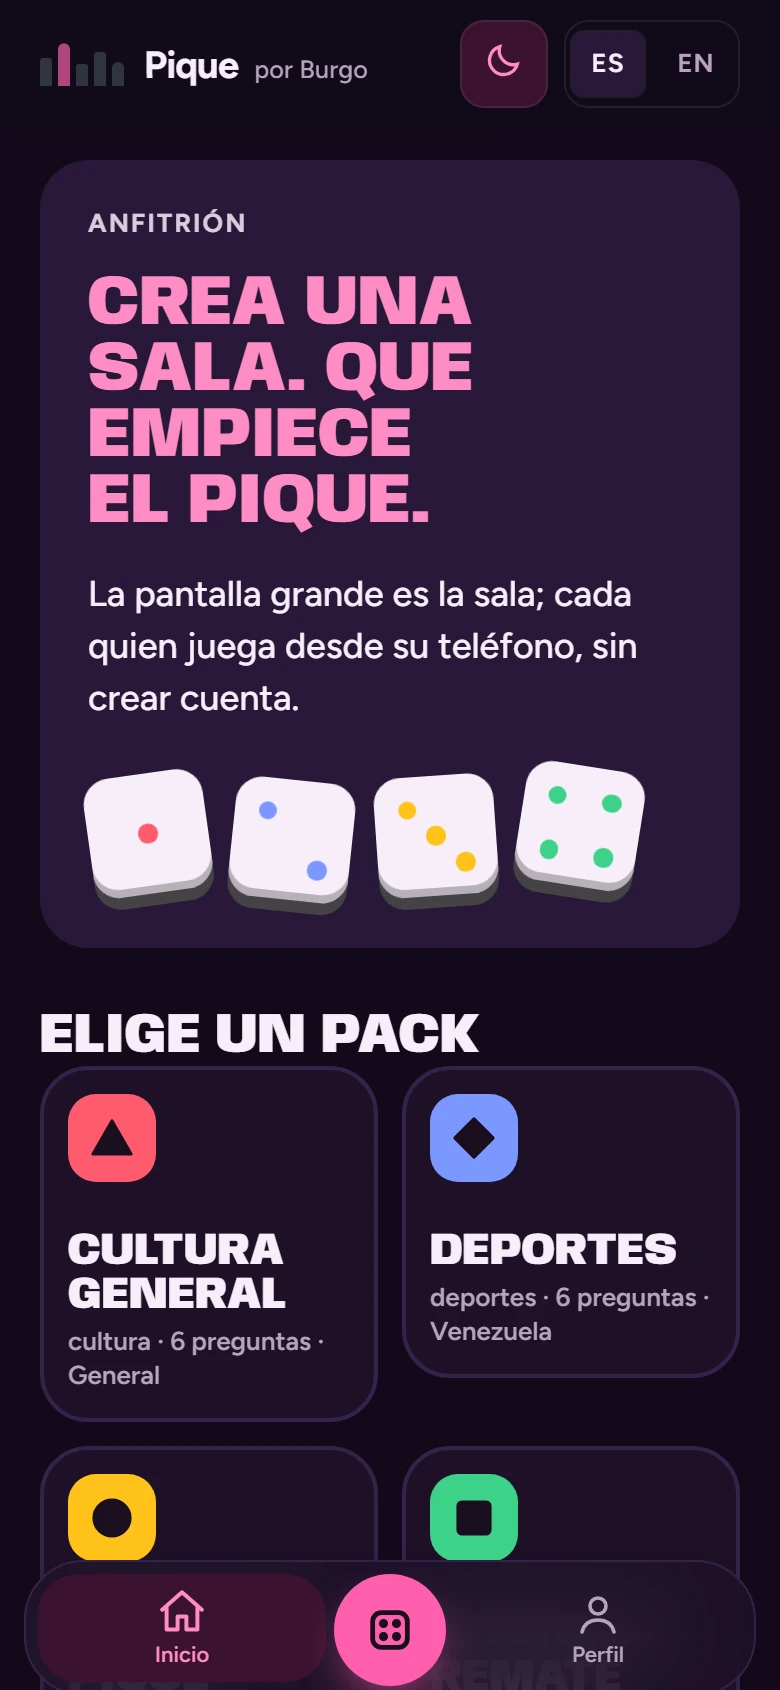 Pique por Burgo
ES EN
ANFITRIÓN
CREA UNA
SALA. QUE
EMPIECE
EL PIQUE.
La pantalla grande es la sala; cada
quien juega desde su teléfono, sin
crear cuenta.
ELIGE UN PACK
CULTURA
GENERAL
cultura · 6 preguntas ·
General
DEPORTES
deportes · 6 preguntas ·
Venezuela
REMATE
Inicio
Perfil